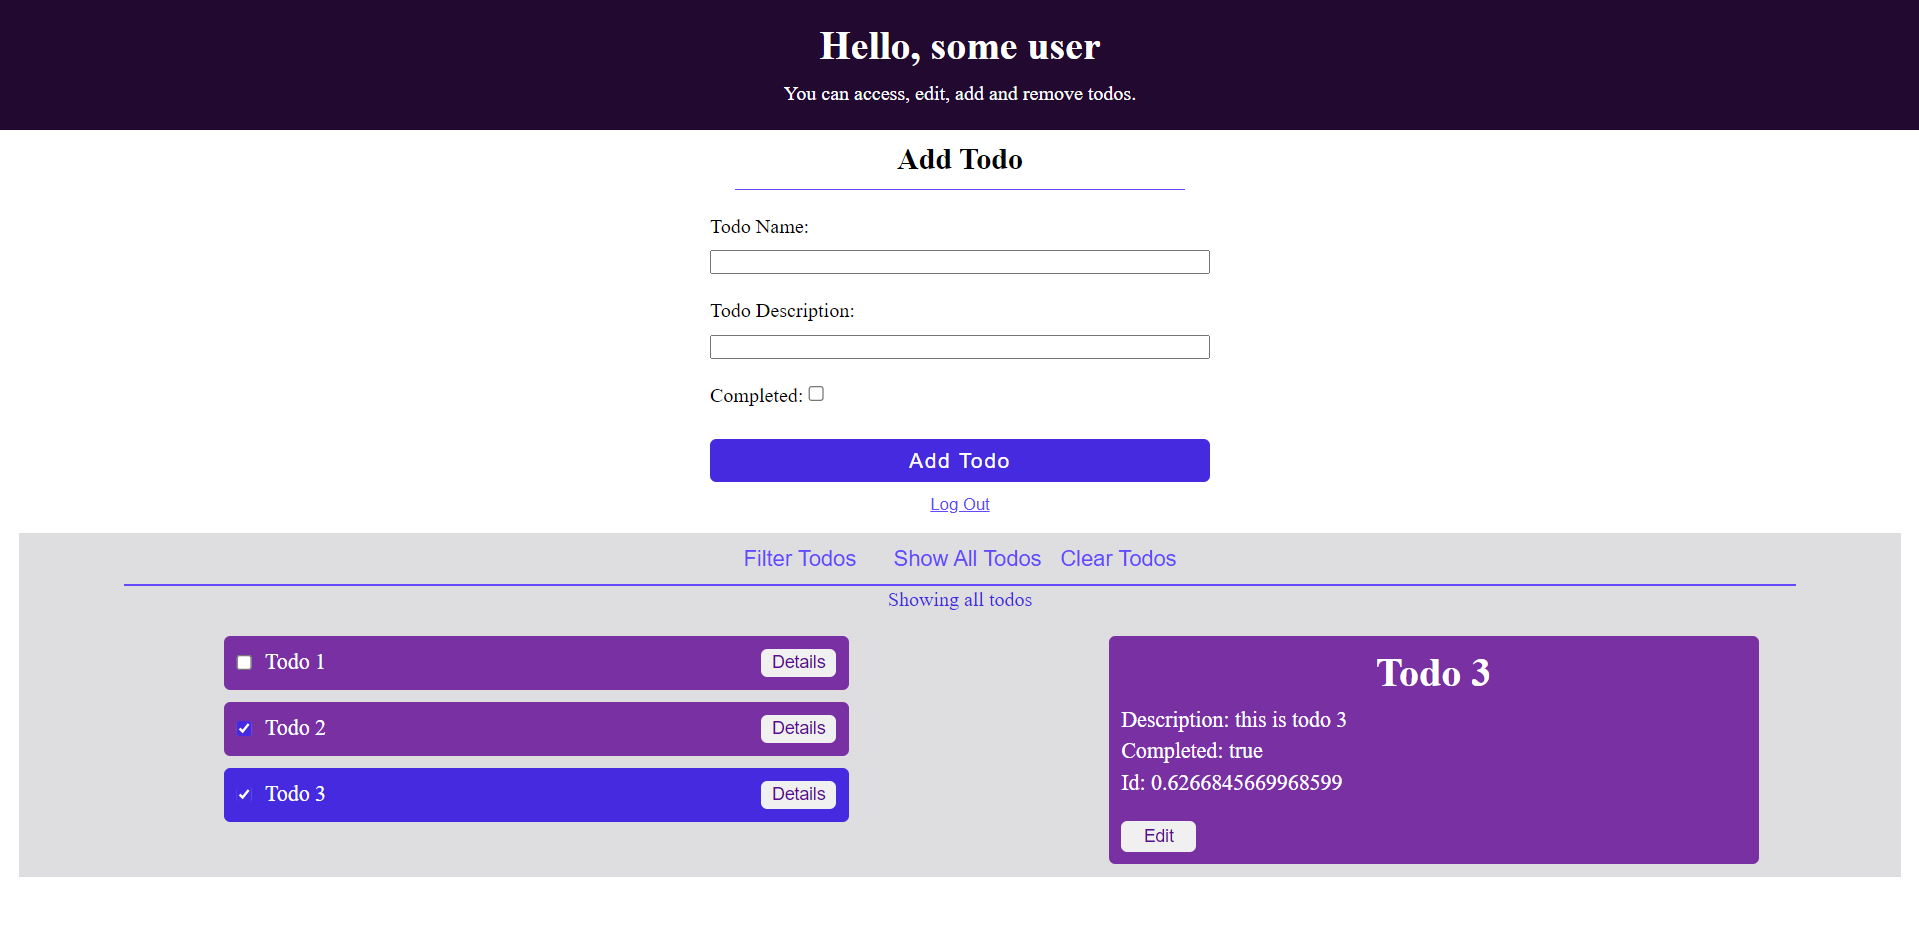 Hello, some user
You can access, edit, add and remove todos.
Add Todo
Todo Name:
Todo Description:
Completed:
Add Todo
Log Out
Filter Todos Show All Todos Clear Todos
Showing all todos
Todo 1 Details
Todo 2 Details
Todo 3 Details
Todo 3
Description: this is todo 3
Completed: true
Id: 0.6266845669968599
Edit